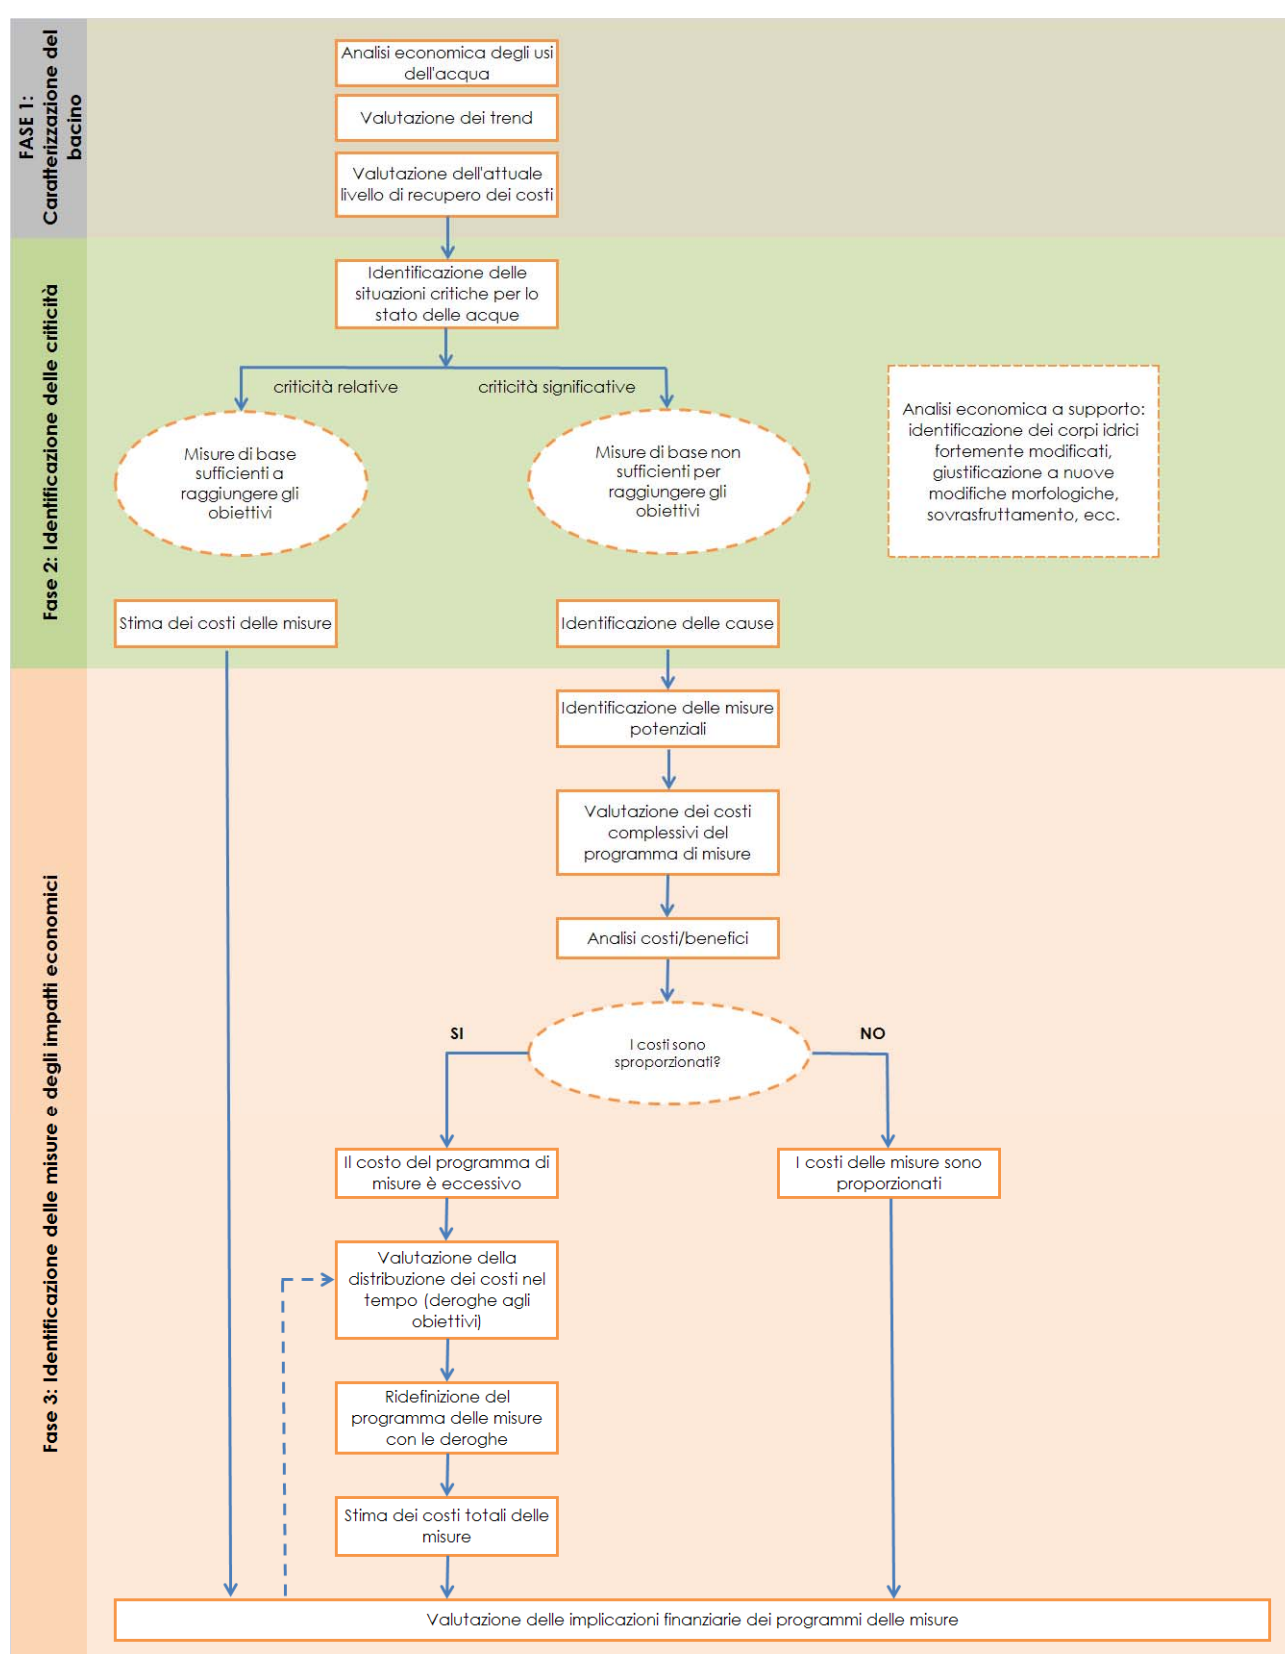 FASE 1:
Caratterizzazione del
bacino
Analisi economica degli usi
dell'acqua
Valutazione dei trend
Valutazione dell'attuale
livello di recupero dei costi
Fase 2: Identificazione delle criticità
Identificazione delle
situazioni critiche per lo
stato delle acque
criticità relative
criticità significative
Misure di base
sufficienti a
raggiungere gli
obiettivi
Misure di base non
sufficienti per
raggiungere gli
obiettivi
Analisi economica a supporto:
identificazione dei corpi idrici
fortemente modificati,
giustificazione a nuove
modifiche morfologiche,
sovrasfruttamento, ecc.
Stima dei costi delle misure
Identificazione delle cause
Fase 3: Identificazione delle misure e degli impatti economici
Identificazione delle misure
potenziali
Valutazione dei costi
complessivi del
programma di misure
Analisi costi/benefici
SI
I costi sono
sproporzionati?
NO
Il costo del programma di
misure è eccessivo
I costi delle misure sono
proporzionati
Valutazione della
distribuzione dei costi nel
tempo (deroghe agli
obiettivi)
Ridefinizione del
programma delle misure
con le deroghe
Stima dei costi totali delle
misure
Valutazione delle implicazioni finanziarie dei programmi delle misure